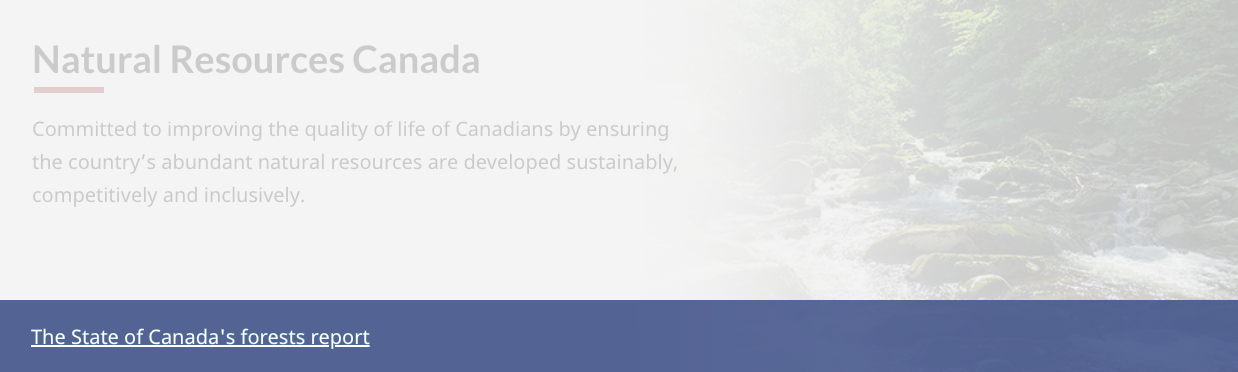 Natural Resources Canada
Committed to improving the quality of life of Canadians by ensuring
the country’s abundant natural resources are developed sustainably,
competitively and inclusively.
The State of Canada's forests report